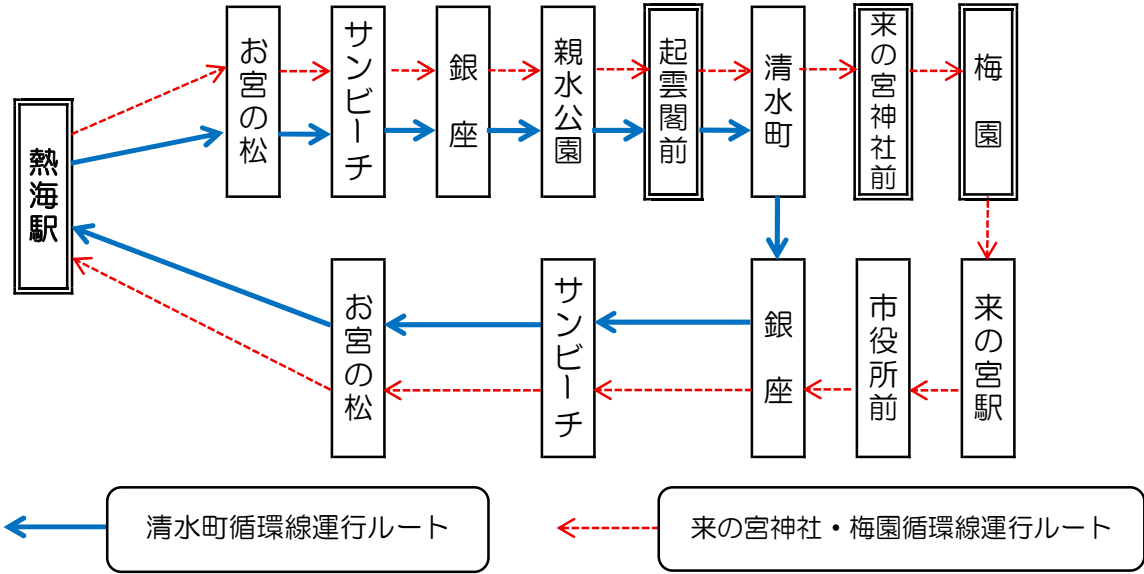 熱海駅
お宮の松
サンビーチ
銀座
親水公園
起雲閣前
清水町
来の宮神社前
梅園
お宮の松
サンビーチ
銀座
市役所前
来の宮駅
清水町循環線運行ルート
来の宮神社・梅園循環線運行ルート